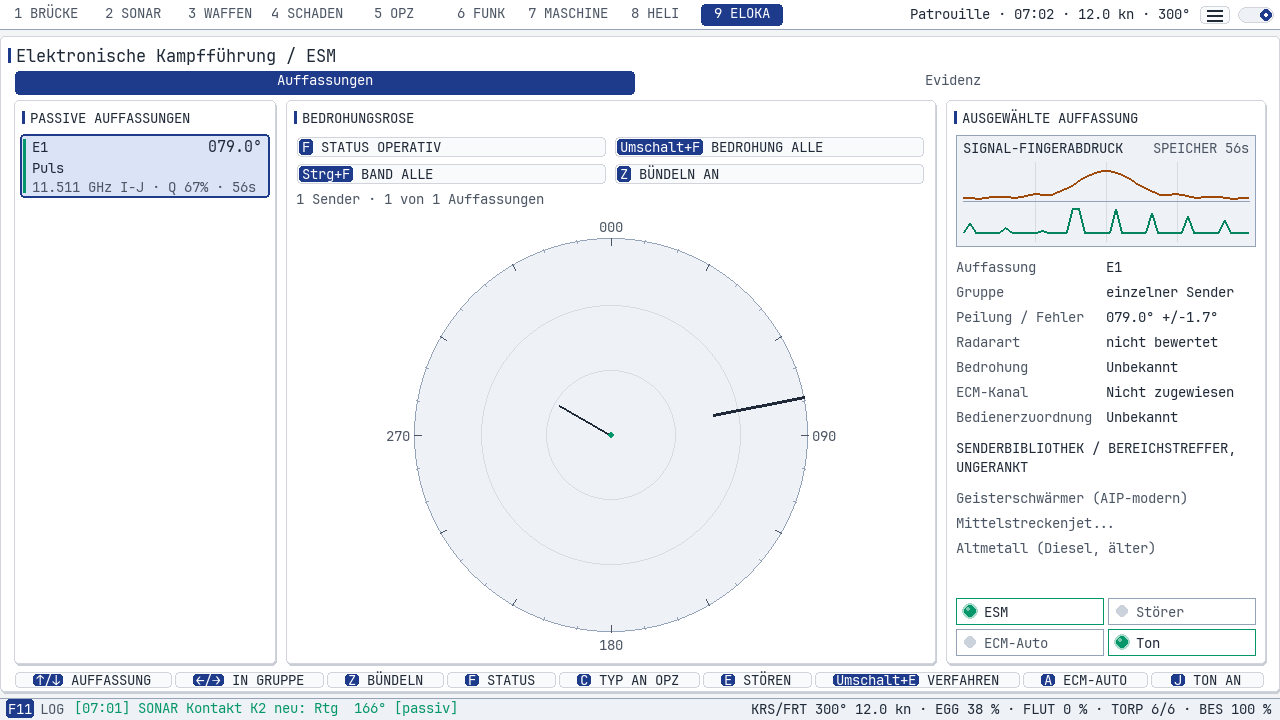 1 BRÜCKE 2 SONAR 3 WAFFEN 4 SCHADEN 5 OPZ 6 FUNK 7 MASCHINE 8 HELI 9 ELOKA Patrouille · 07:02 · 12.0 kn · 300°
Elektronische Kampfführung / ESM
Auffassungen Evidenz
PASSIVE AUFFASSUNGEN
E1 079.0°
Puls
11.511 GHz I-J · Q 67% · 56s
BEDROHUNGSROSE
F STATUS OPERATIV Umschalt+F BEDROHUNG ALLE
Strg+F BAND ALLE Z BÜNDELN AN
1 Sender · 1 von 1 Auffassungen
000
270 090
180
AUSGEWÄHLTE AUFFASSUNG
SIGNAL-FINGERABDRUCK SPEICHER 56s
Auffassung E1
Gruppe einzelner Sender
Peilung / Fehler 079.0° +/-1.7°
Radarart nicht bewertet
Bedrohung Unbekannt
ECM-Kanal Nicht zugewiesen
Bedienerzuordnung Unbekannt
SENDERBIBLIOTHEK / BEREICHSTREFFER,
UNGERANKT
Geisterschwärmer (AIP-modern)
Mittelstreckenjet...
Altmetall (Diesel, älter)
ESM Störer
ECM-Auto Ton
↑/↓ AUFFASSUNG ←/→ IN GRUPPE Z BÜNDELN F STATUS C TYP AN OPZ E STÖREN Umschalt+E VERFAHREN A ECM-AUTO J TON AN
F11 LOG [07:01] SONAR Kontakt K2 neu: Rtg 166° [passiv] KRS/FRT 300° 12.0 kn · EGG 38 % · FLUT 0 % · TORP 6/6 · BES 100 %